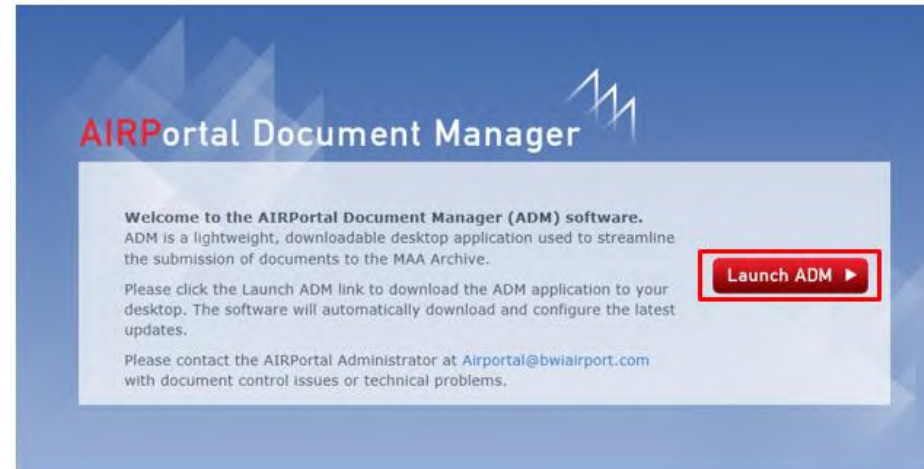 AIRPortal Document Manager
Welcome to the AIRPortal Document Manager (ADM) software.
ADM is a lightweight, downloadable desktop application used to streamline
the submission of documents to the MAA Archive.
Launch ADM
Please click the Launch ADM link to download the ADM application to your
desktop. The software will automatically download and configure the latest
updates.
Please contact the AIRPortal Administrator at Airportal@bwiairport.com
with document control issues or technical problems.